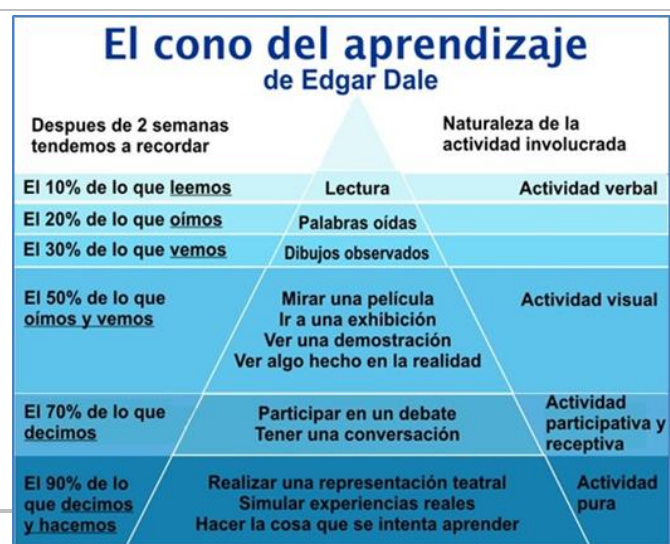 El cono del aprendizaje
de Edgar Dale
Despues de 2 semanas
tendemos a recordar
Naturaleza de la
actividad involucrada
El 10% de lo que leemos
Lectura
Actividad verbal
El 20% de lo que oímos
Palabras oídas
El 30% de lo que vemos
Dibujos observados
El 50% de lo que
oímos y vemos
Mirar una película
Ir a una exhibición
Ver una demostración
Ver algo hecho en la realidad
Actividad visual
El 70% de lo que
decimos
Participar en un debate
Tener una conversación
Actividad
participativa y
receptiva
El 90% de lo
que decimos
y hacemos
Realizar una representación teatral
Simular experiencias reales
Hacer la cosa que se intenta aprender
Actividad
pura